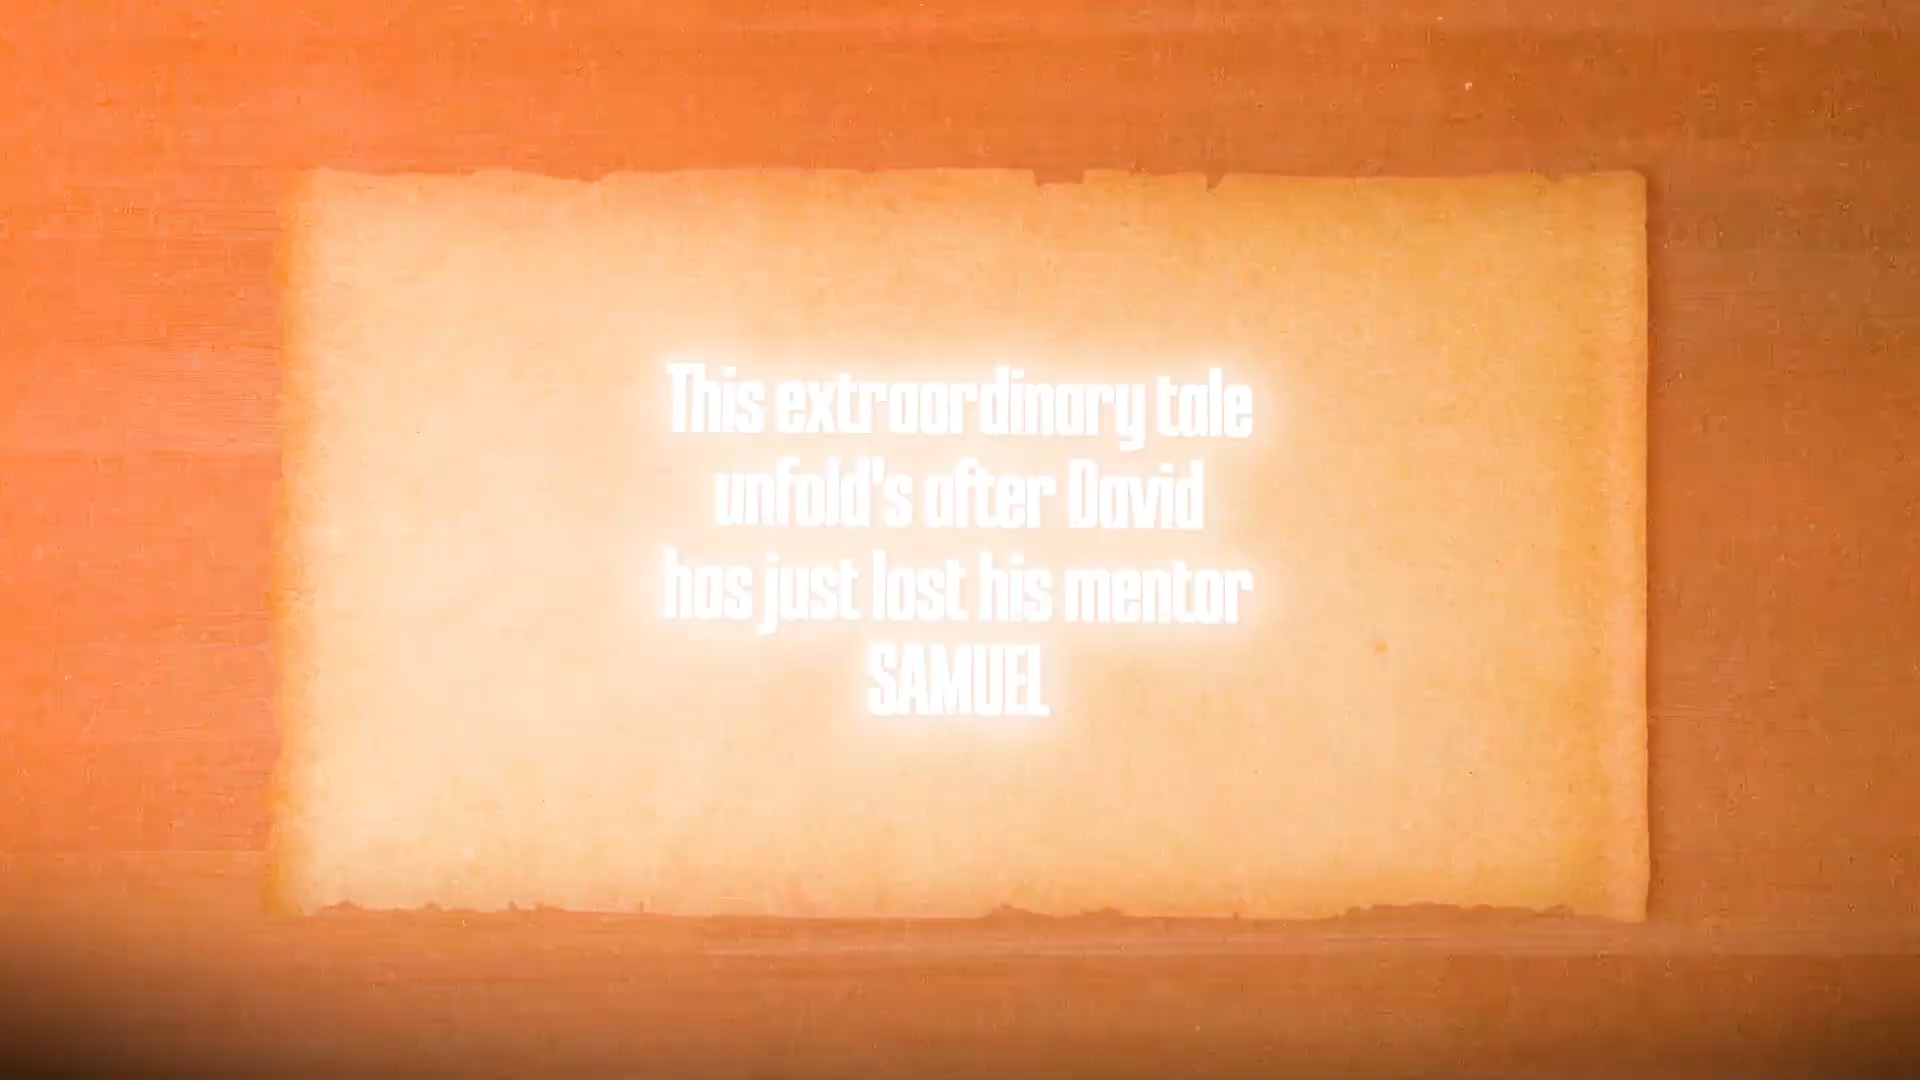 This extraordinary tale
unfold's after David
has just lost his mentor
SAMUEL